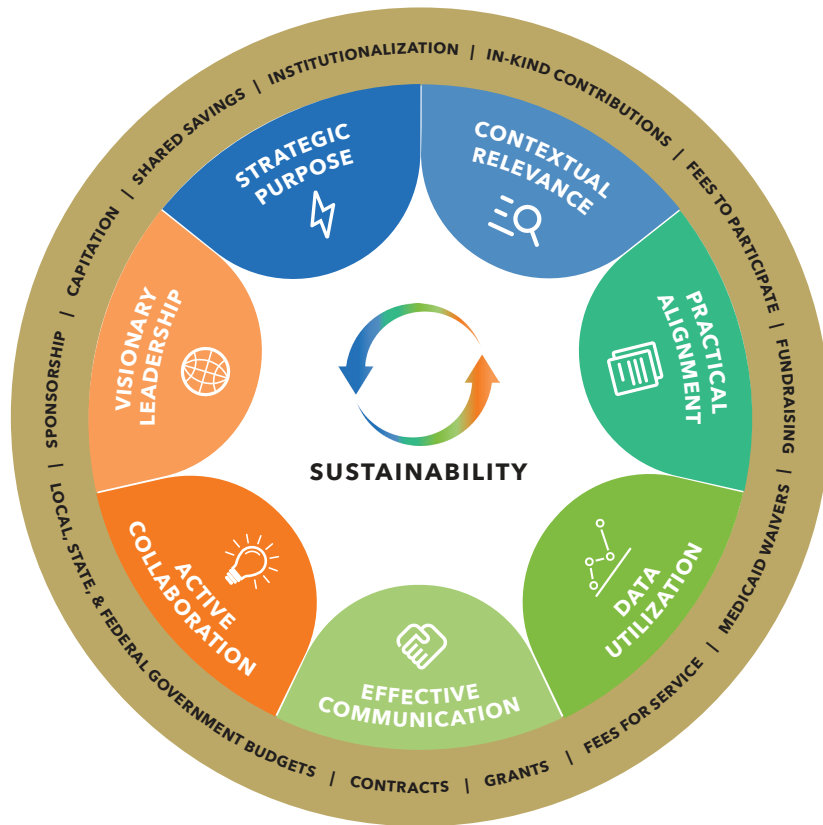 INSTITUTIONALIZATION | IN-KIND CONTRIBUTIONS | FEES TO PARTICIPATE | FUNDRAISING | MEDICAID WAIVERS | FEES FOR SERVICE | GRANTS | CONTRACTS | LOCAL, STATE, & FEDERAL GOVERNMENT BUDGETS | SPONSORSHIP | CAPITATION | SHARED SAVINGS |
STRATEGIC
PURPOSE
CONTEXTUAL
RELEVANCE
PRACTICAL
ALIGNMENT
DATA
UTILIZATION
EFFECTIVE
COMMUNICATION
ACTIVE
COLLABORATION
VISIONARY
LEADERSHIP
SUSTAINABILITY